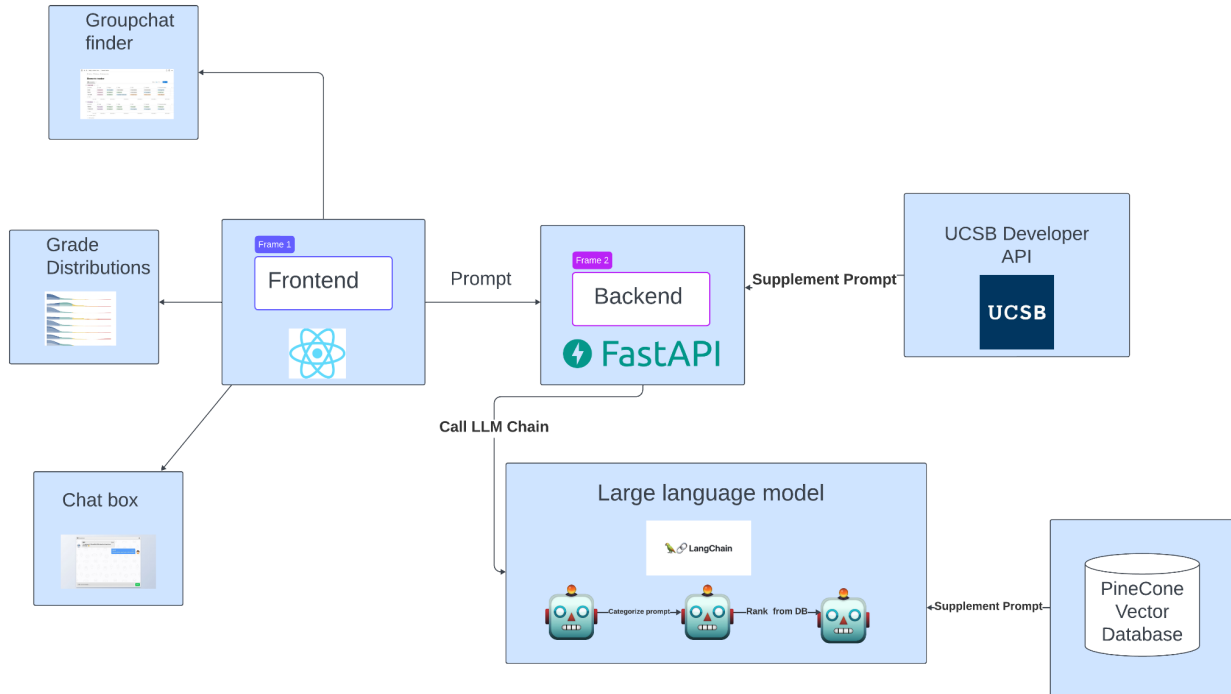 Groupchat
finder
Grade
Distributions
Frame 1
Frontend
Prompt
Frame 2
Backend
FastAPI
Supplement Prompt
UCSB Developer
API
UCSB
Call LLM Chain
Chat box
Large language model
LangChain
Categorize prompt
Rank from DB
Supplement Prompt
PineCone
Vector
Database